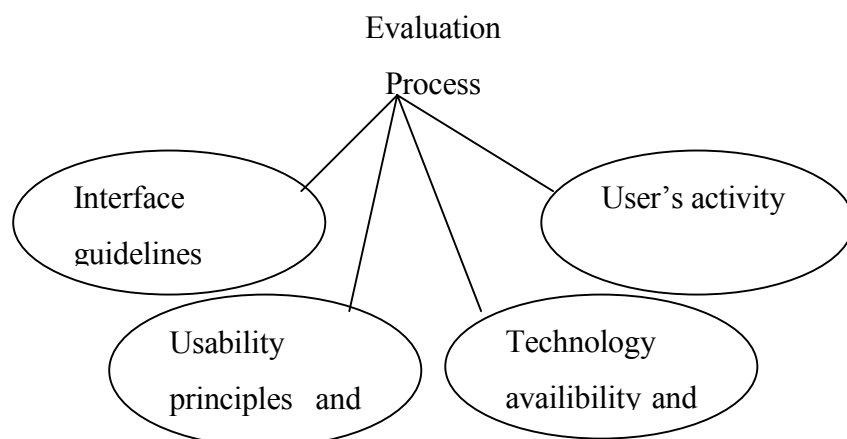 Evaluation
Process
Interface
guidelines
User’s activity
Usability
principles and
Technology
availibility and